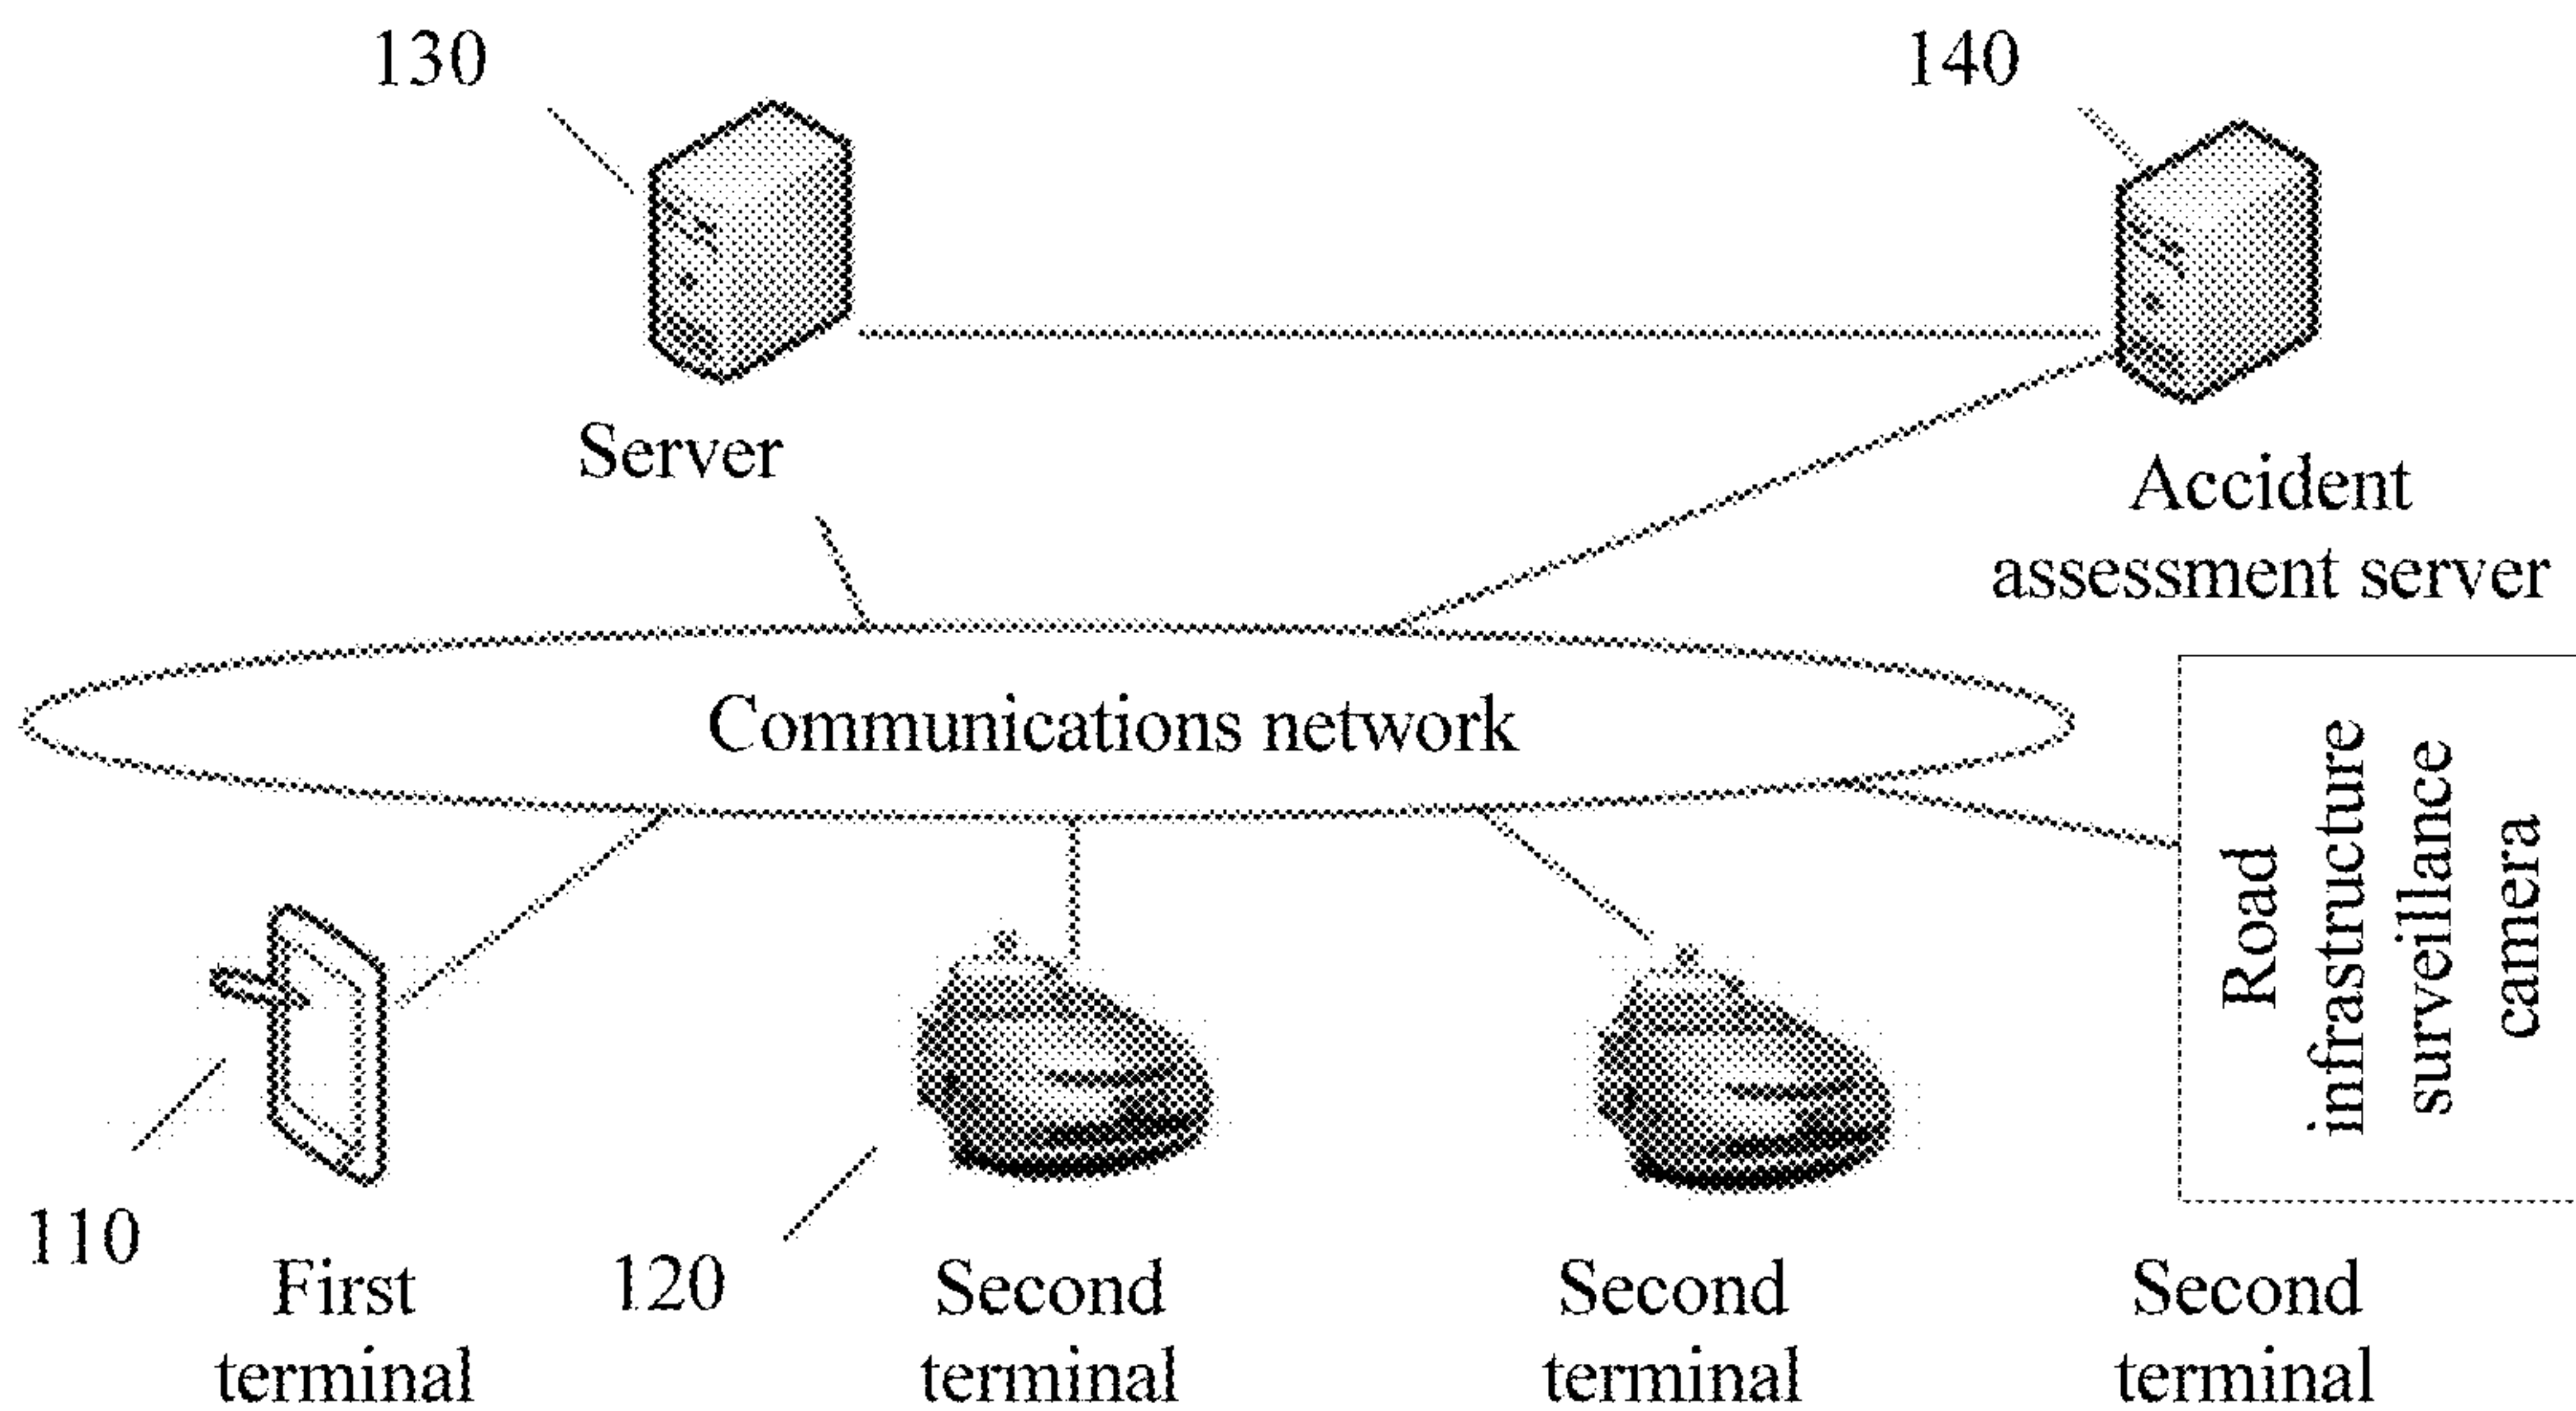 130
140
Server
Accident
assessment server
Communications network
Road
infrastructure
surveillance
camera
110
120
First
terminal
Second
terminal
Second
terminal
Second
terminal